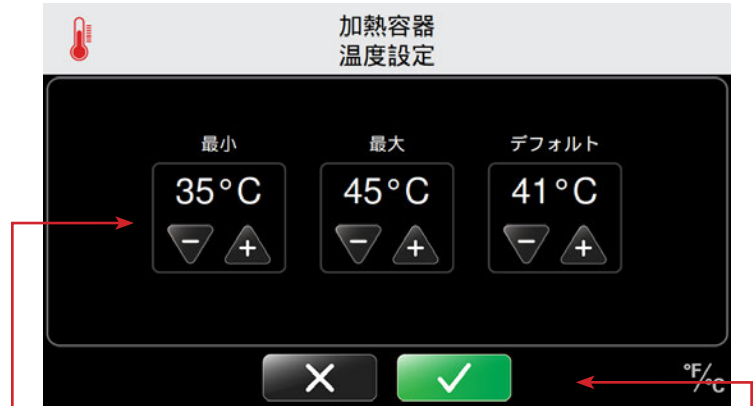 加熱容器
温度設定
最小 最大 デフォルト
35°C 45°C 41°C
- + - + - +
°F/°C